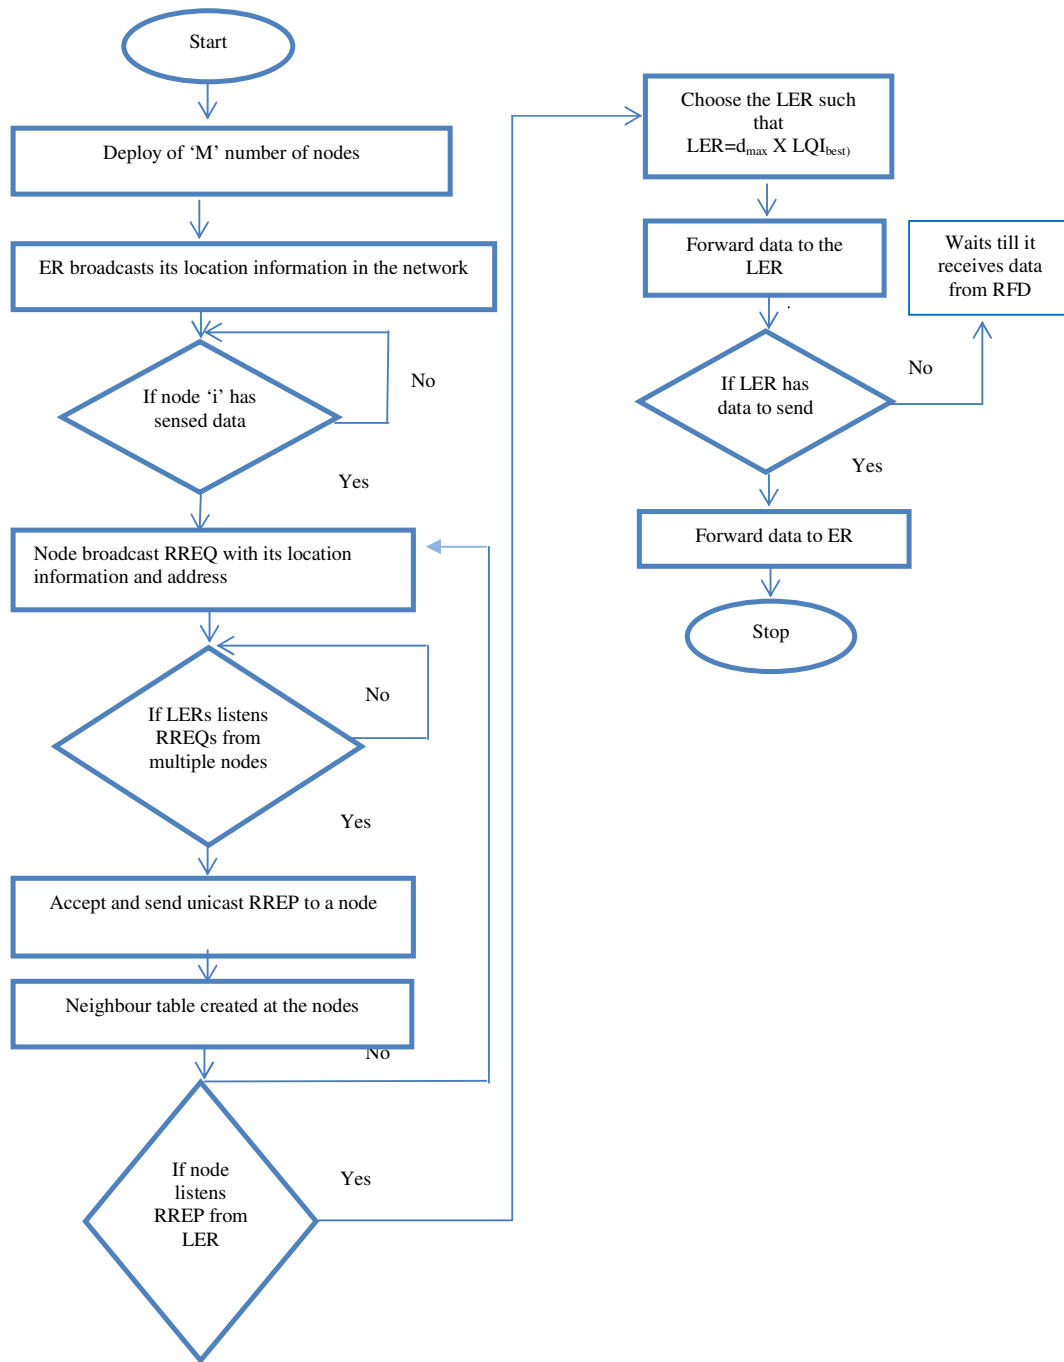 Start
Deploy of ‘M’ number of nodes
ER broadcasts its location information in the network
If node ‘i’ has
sensed data
No
Yes
Node broadcast RREQ with its location
information and address
If LERs listens
RREQs from
multiple nodes
No
Yes
Accept and send unicast RREP to a node
Neighbour table created at the nodes
No
If node
listens
RREP from
LER
Yes
Choose the LER such
that
LER=dmax X LQIbest)
Forward data to the
LER
.
Waits till it
receives data
from RFD
If LER has
data to send
No
Yes
Forward data to ER
Stop